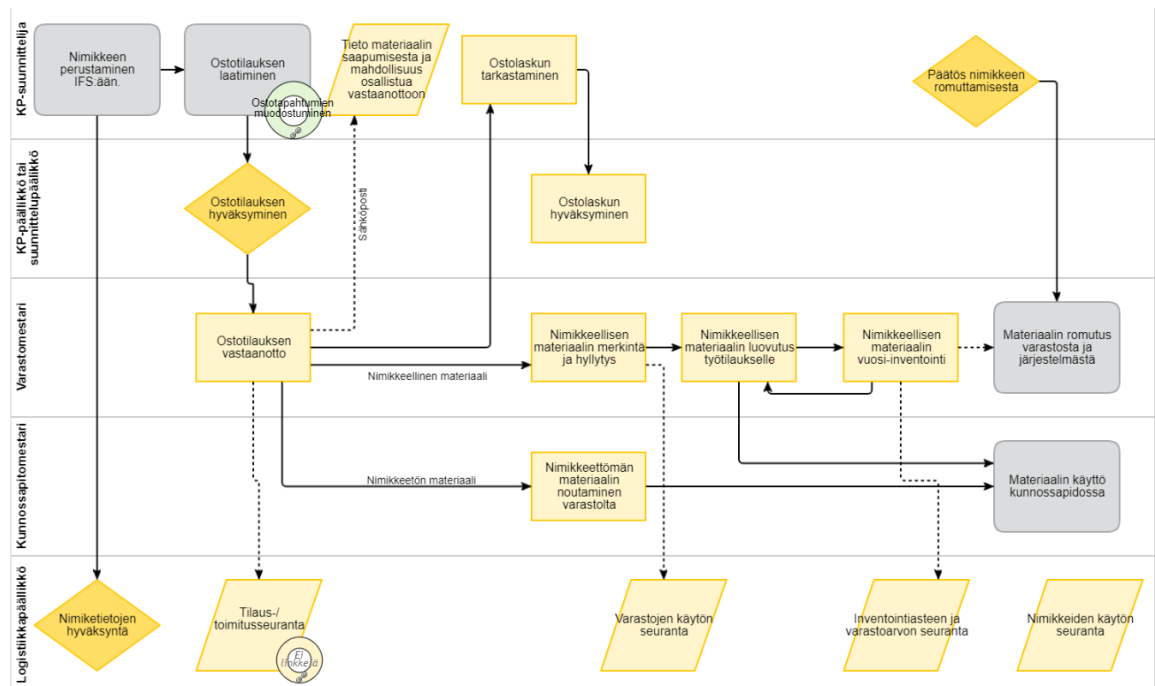 KP-suunnittelija
Nimikkeen
perustaminen
IFS:ään.
Ostotilauksen
laatiminen
Ostotapahtumien
muodostuminen
Tieto materiaalin
saapumisesta ja
mahdollisuus
osallistua
vastaanottoon
Ostolaskun
tarkastaminen
Päätös nimikkeen
romuttamisesta
KP-päälikkö tai
suunnittelupäälikkö
Ostotilauksen
hyväksyminen
Sähköposti
Ostolaskun
hyväksyminen
Varastomestari
Ostotilauksen
vastaanotto
Nimikkeellinen materiaali
Nimikkeellisen
materiaalin merkintä
ja hyllytys
Nimikkeellisen
materiaalin luovutus
työtilaukselle
Nimikkeellisen
materiaalin
vuosi-inventointi
Materiaalin romutus
varastosta ja
järjestelmästä
Kunnossapitomestari
Nimikkeetön materiaali
Nimikkeettömän
materiaalin
noutaminen
varastolta
Materiaalin käyttö
kunnossapidossa
Logistiikkapäällikkö
Nimiketietojen
hyväksyntä
Tilaus-/
toimitusseuranta
Ei
linkkejä
Varastojen käytön
seuranta
Inventointiasteen ja
varastoarvon seuranta
Nimikkeiden käytön
seuranta